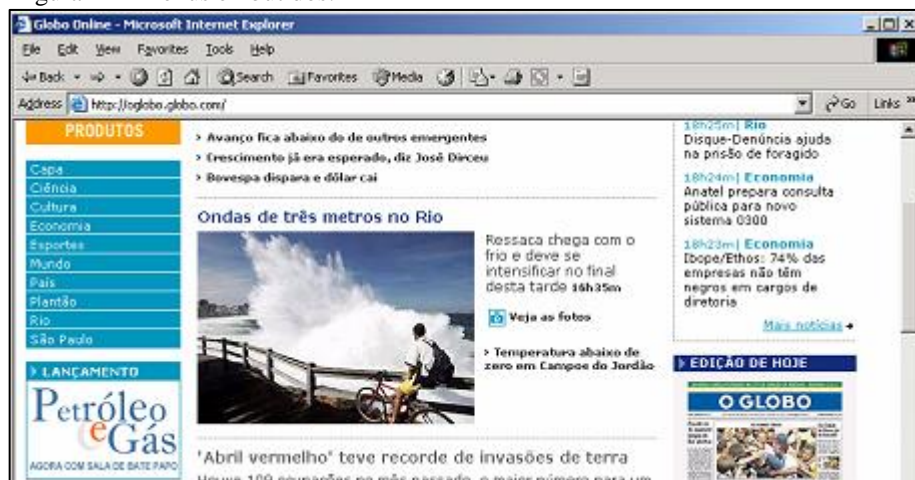 Globo Online - Microsoft Internet Explorer
File Edit View Favorites Tools Help
Back Search Favorites Media
Address http://oglobo.globo.com/ Go Links »
PRODUTOS
Capa
Ciência
Cultura
Economia
Esportes
Mundo
País
Plantão
Rio
São Paulo
LANÇAMENTO
Petróleo
e
Gás
AGORA COM SALA DE BATE PAPO
› Avanço fica abaixo do de outros emergentes
› Crescimento já era esperado, diz José Dirceu
› Bovespa dispara e dólar cai
Ondas de três metros no Rio
Ressaca chega com o
frio e deve se
intensificar no final
desta tarde 16h35m
Veja as fotos
› Temperatura abaixo de
zero em Campos do Jordão
'Abril vermelho' teve recorde de invasões de terra
18h25m| Rio
Disque-Denúncia ajuda
na prisão de foragido
18h24m| Economia
Anatel prepara consulta
pública para novo
sistema 0300
18h23m| Economia
Ibope/Ethos: 74% das
empresas não têm
negros em cargos de
diretoria
Mais notícias
EDIÇÃO DE HOJE
O GLOBO